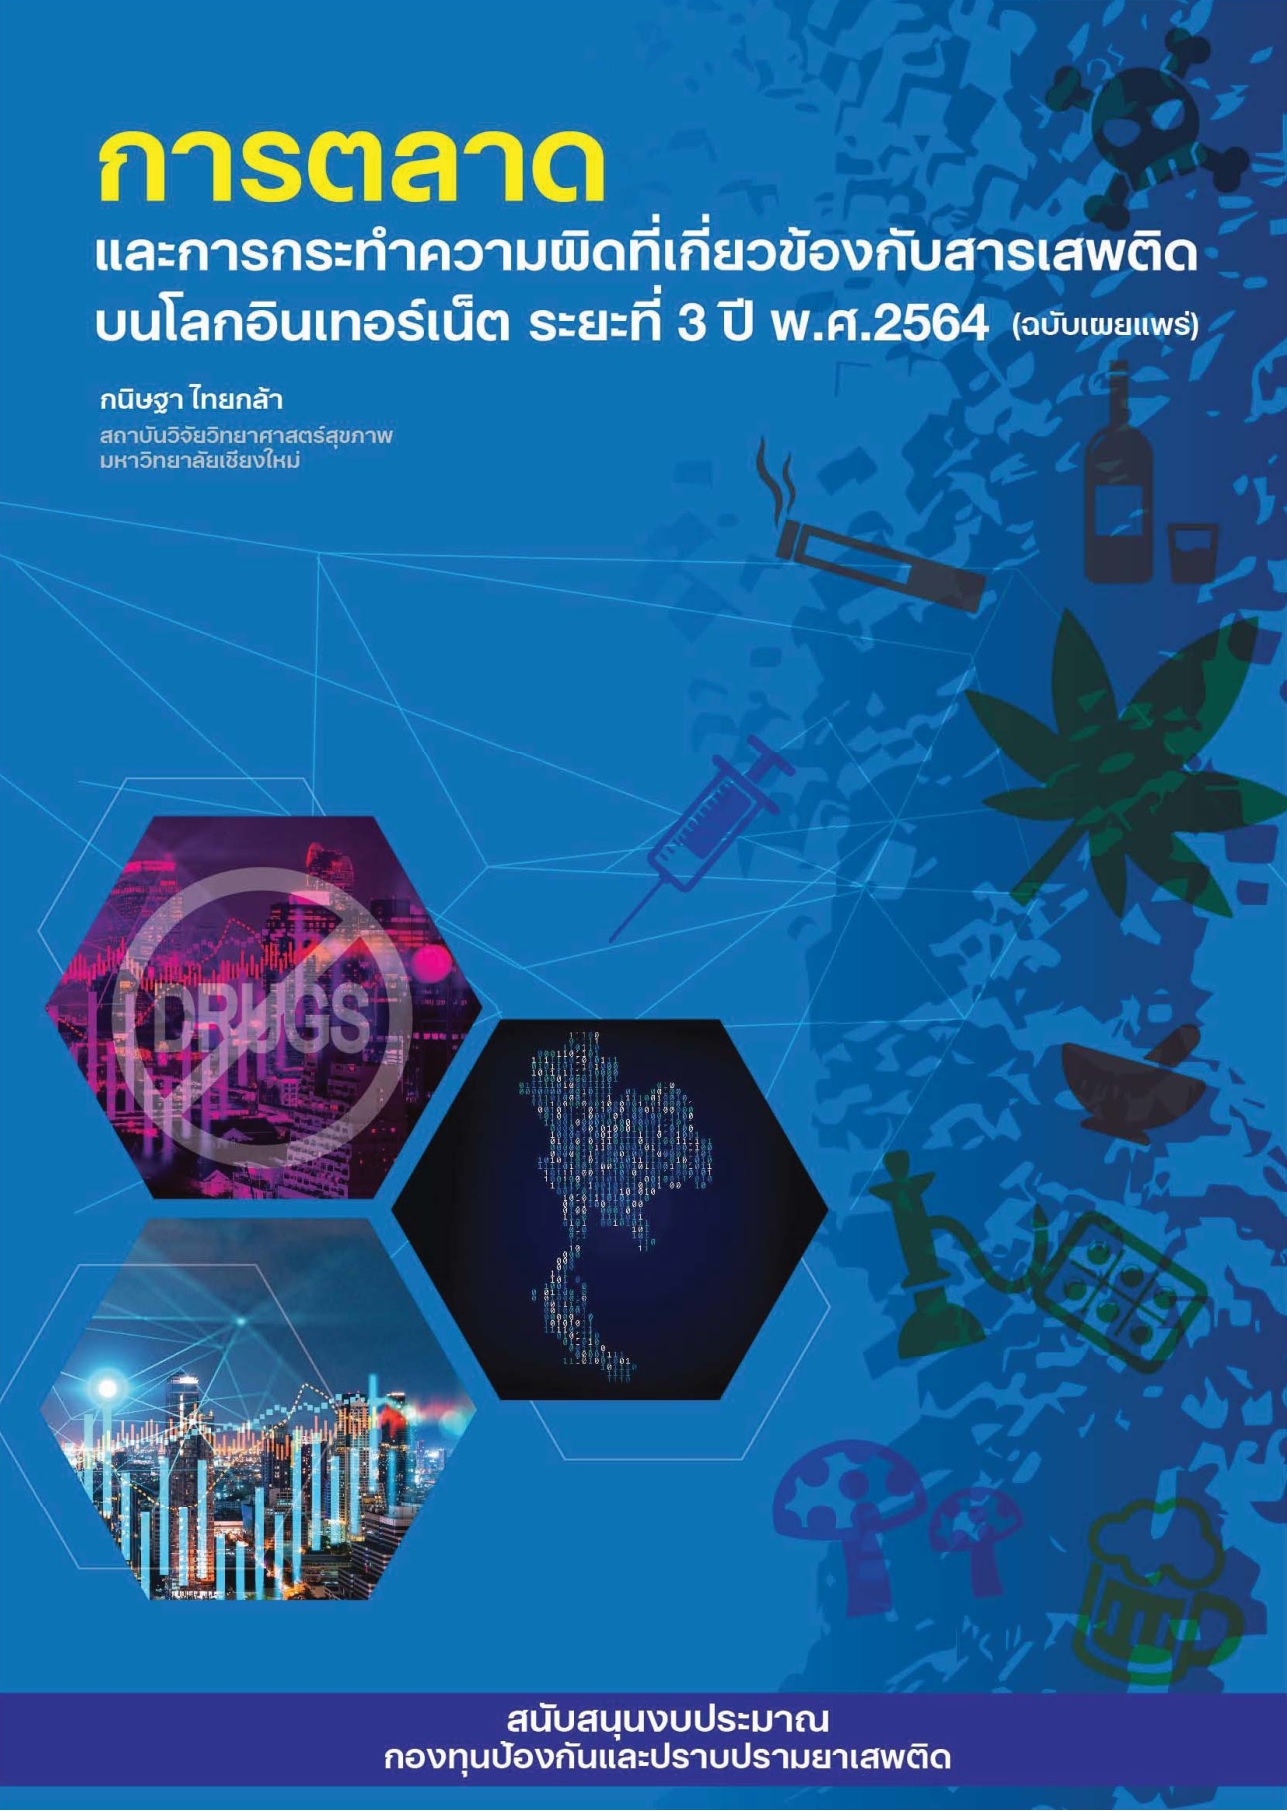 การตลาด
และการกระทำความผิดที่เกี่ยวข้องกับสารเสพติด
บนโลกอินเทอร์เน็ต ระยะที่ 3 ปี พ.ศ.2564 (ฉบับเผยแพร่)
กนิษฐา ไทยกล้า
สถาบันวิจัยวิทยาศาสตร์สุขภาพ
มหาวิทยาลัยเชียงใหม่
DRUGS
สนับสนุนงบประมาณ
กองทุนป้องกันและปราบปรามยาเสพติด